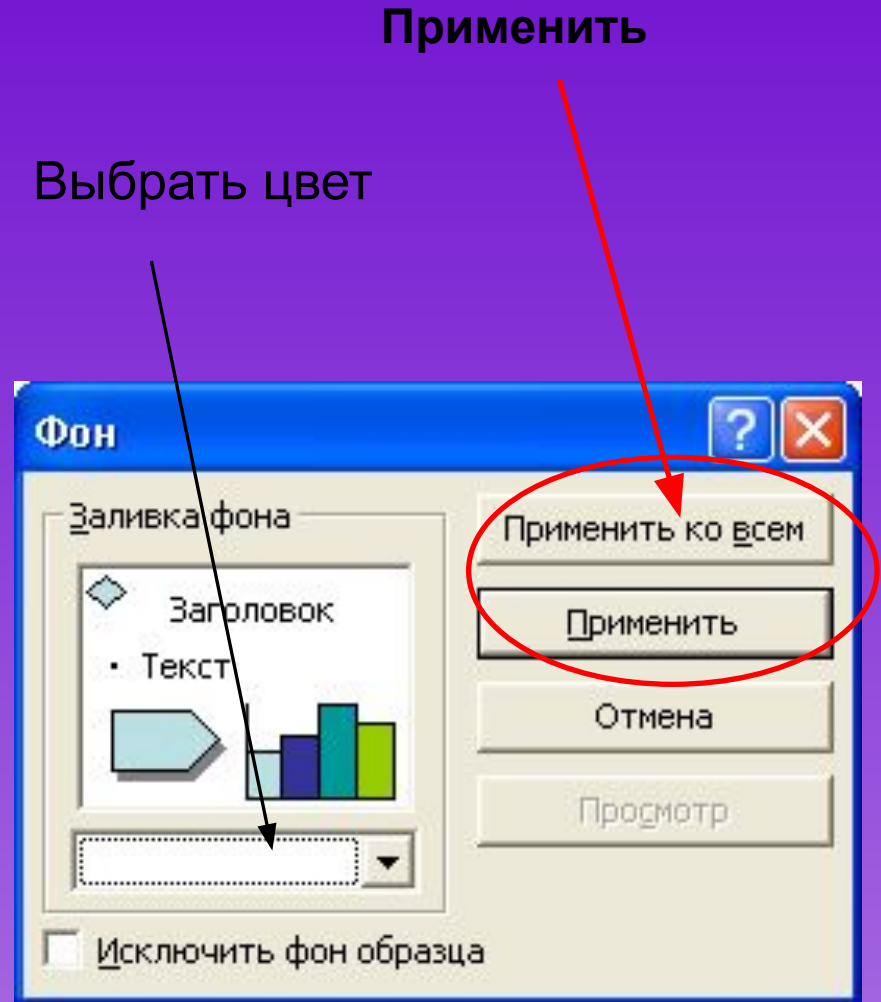 Применить
Выбрать цвет
Фон
?
Заливка фона
Заголовок
· Текст
Применить ко всем
Применить
Отмена
Просмотр
Исключить фон образца